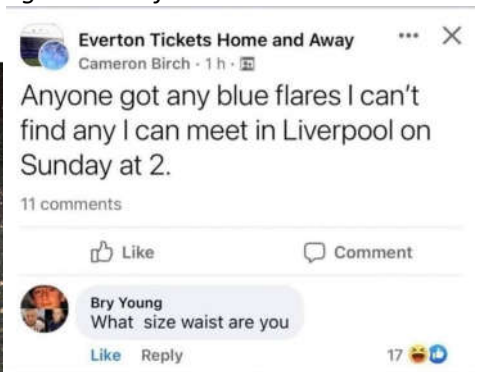 Everton Tickets Home and Away
Cameron Birch · 1 h ·
Anyone got any blue flares I can't
find any I can meet in Liverpool on
Sunday at 2.
11 comments
Like Comment
Bry Young
What size waist are you
Like Reply 17